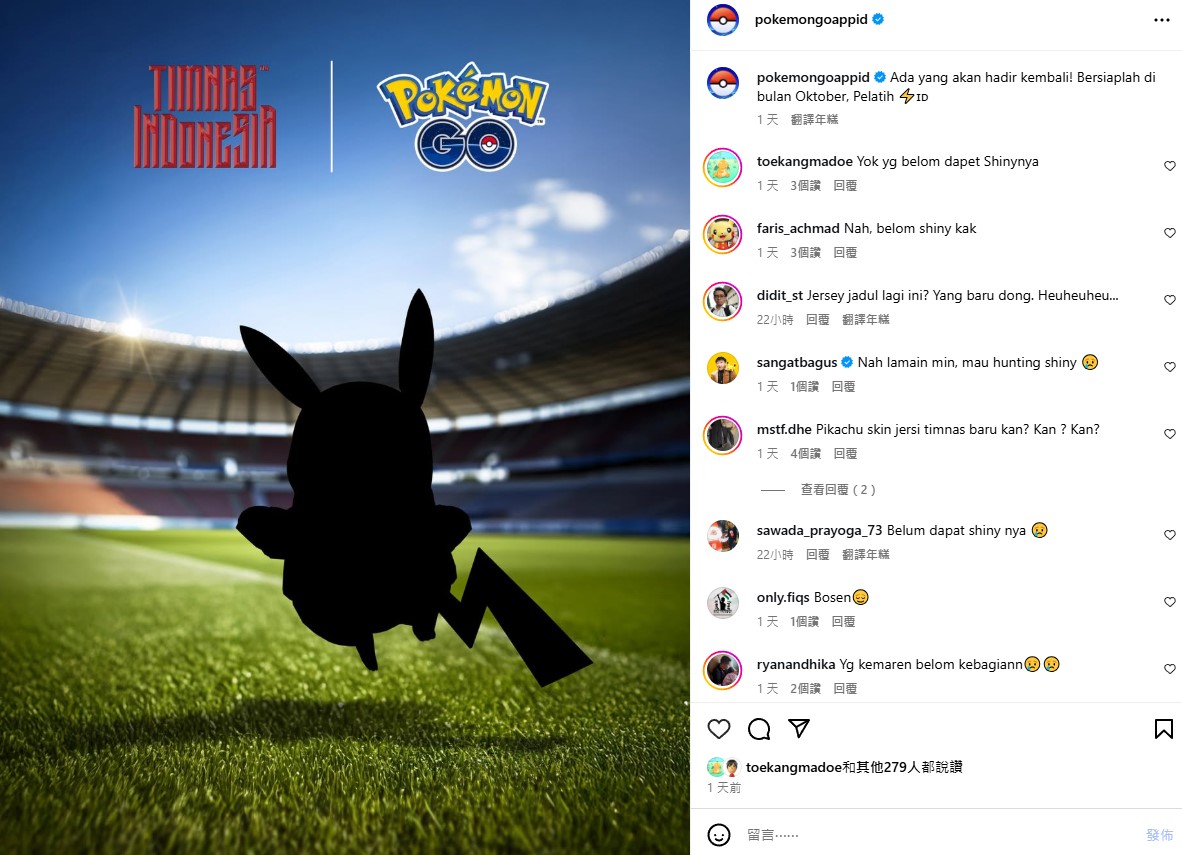 TIMNAS
INDONESIA
POKÉMON
GO
pokemongoappid
pokemongoappid Ada yang akan hadir kembali! Bersiaplah di
bulan Oktober, Pelatih ⚡ID
1 天 翻譯年糕
toekangmadoe Yok yg belom dapet Shinynya
1 天 3個讚 回覆
faris_achmad Nah, belom shiny kak
1 天 3個讚 回覆
didit_st Jersey jadul lagi ini? Yang baru dong. Heuheuheu...
22小時 回覆 翻譯年糕
sangatbagus Nah lamain min, mau hunting shiny 😢
1 天 1個讚 回覆
mstf.dhe Pikachu skin jersi timnas baru kan? Kan ? Kan?
1 天 4個讚 回覆
查看回覆 ( 2 )
sawada_prayoga_73 Belum dapat shiny nya 😢
22小時 回覆 翻譯年糕
only.fiqs Bosen😑
1 天 1個讚 回覆
ryanandhika Yg kemaren belom kebagiann😢😢
1 天 2個讚 回覆
toekangmadoe和其他279人都說讚
1 天前
留言······ 發佈